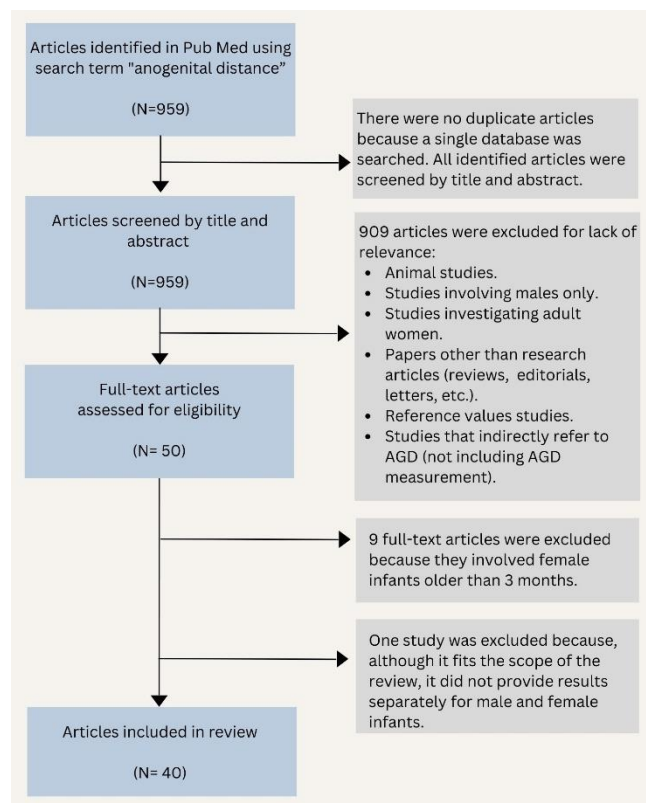 Articles identified in Pub Med using
search term "anogenital distance”
(N=959)
There were no duplicate articles
because a single database was
searched. All identified articles were
screened by title and abstract.
Articles screened by title and
abstract
(N=959)
909 articles were excluded for lack of
relevance:
• Animal studies.
• Studies involving males only.
• Studies investigating adult
women.
• Papers other than research
articles (reviews, editorials,
letters, etc.).
• Reference values studies.
• Studies that indirectly refer to
AGD (not including AGD
measurement).
Full-text articles
assessed for eligibility
(N= 50)
9 full-text articles were excluded
because they involved female
infants older than 3 months.
One study was excluded because,
although it fits the scope of the
review, it did not provide results
separately for male and female
infants.
Articles included in review
(N= 40)